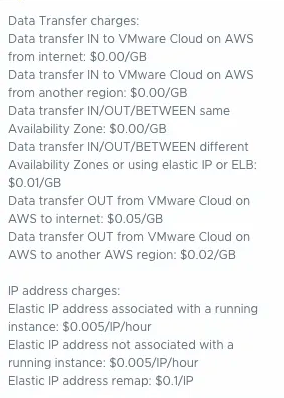 Data Transfer charges:
Data transfer IN to VMware Cloud on AWS
from internet: $0.00/GB
Data transfer IN to VMware Cloud on AWS
from another region: $0.00/GB
Data transfer IN/OUT/BETWEEN same
Availability Zone: $0.00/GB
Data transfer IN/OUT/BETWEEN different
Availability Zones or using elastic IP or ELB:
$0.01/GB
Data transfer OUT from VMware Cloud on
AWS to internet: $0.05/GB
Data transfer OUT from VMware Cloud on
AWS to another AWS region: $0.02/GB
IP address charges:
Elastic IP address associated with a running
instance: $0.005/IP/hour
Elastic IP address not associated with a
running instance: $0.005/IP/hour
Elastic IP address remap: $0.1/IP